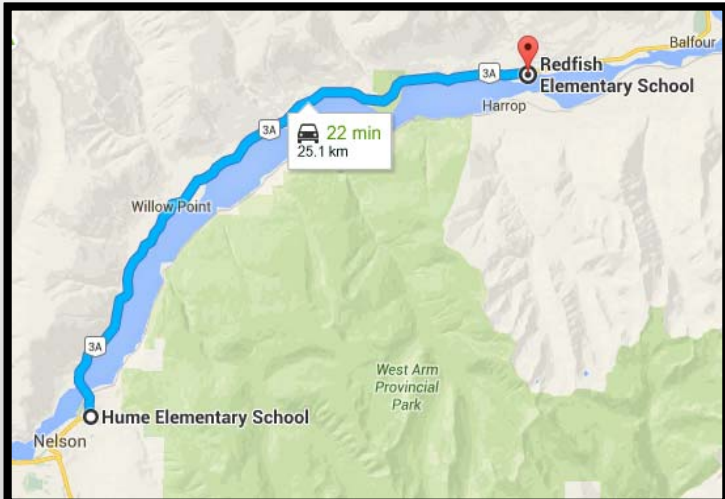 Balfour
3A
Redfish
Elementary School
Harrop
3A
22 min
25.1 km
Willow Point
3A
West Arm
Provincial
Park
Hume Elementary School
Nelson